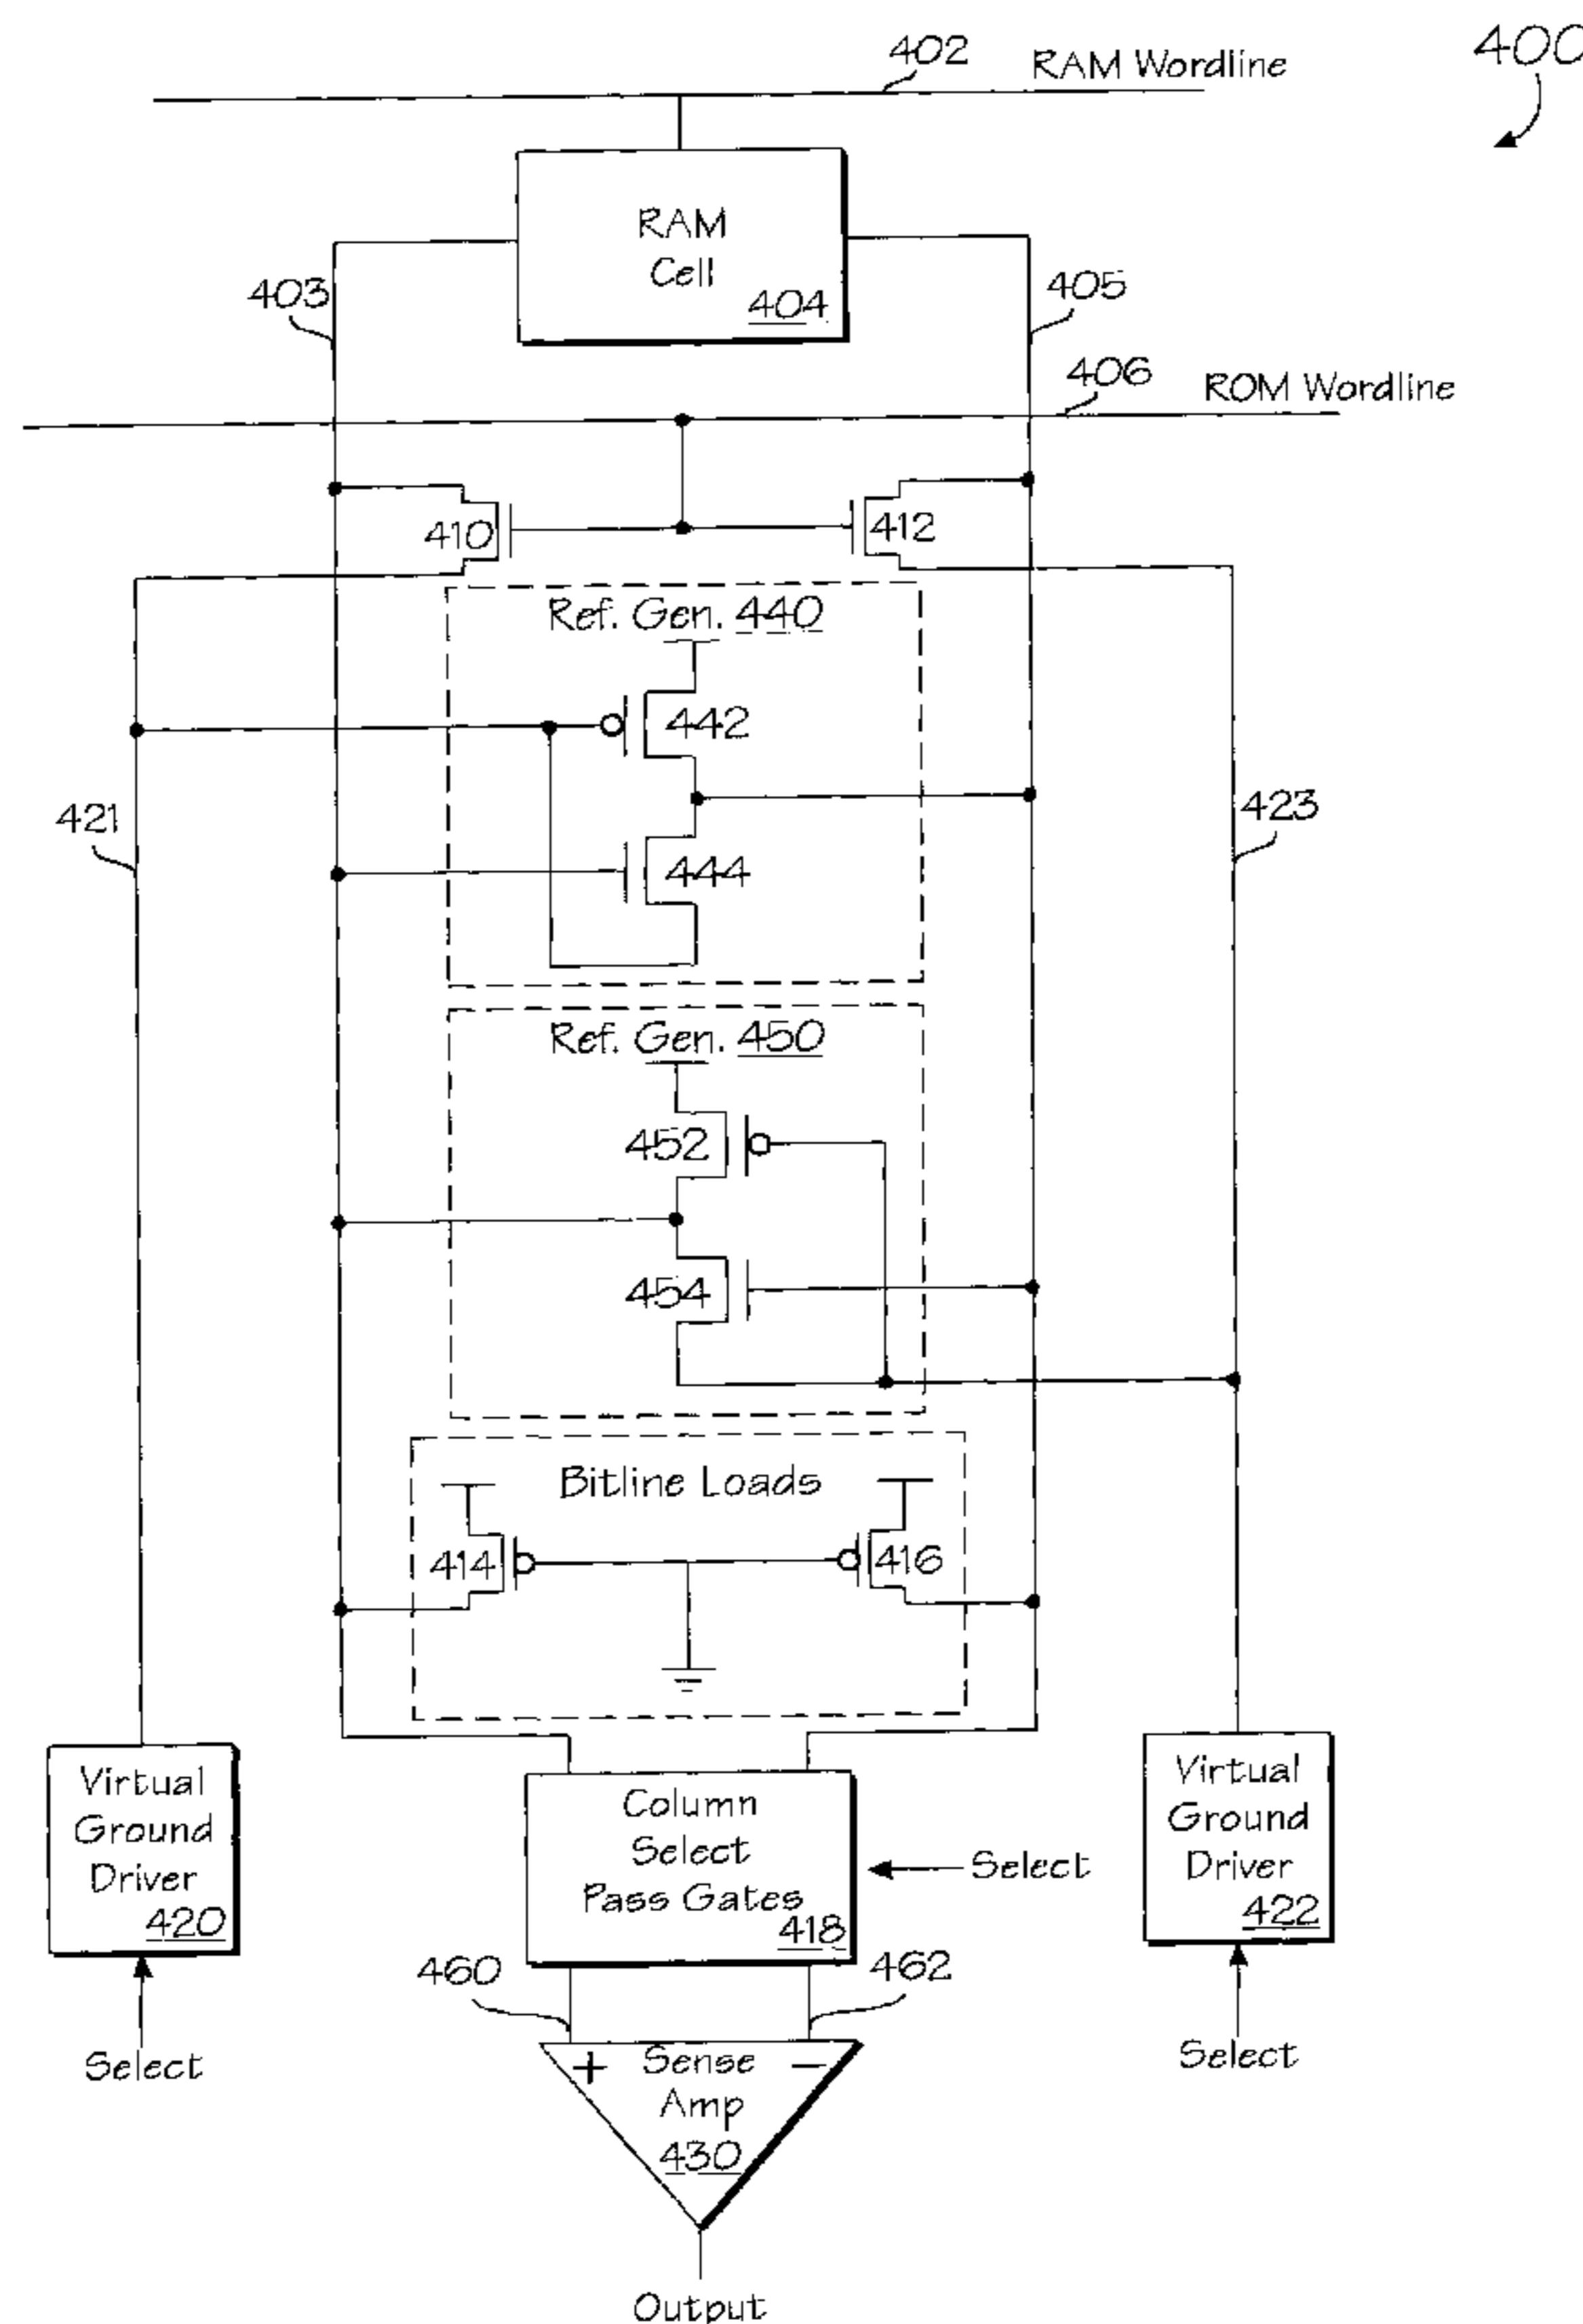 400
402
RAM Wordline
RAM
Cell
404
403
405
406
ROM Wordline
410
412
Ref. Gen. 440
442
444
421
423
Ref. Gen. 450
452
454
Bitline Loads
414
416
Virtual
Ground
Driver
420
Select
Column
Select
Pass Gates
418
Select
Virtual
Ground
Driver
422
Select
460
462
+ Sense −
Amp
430
Output